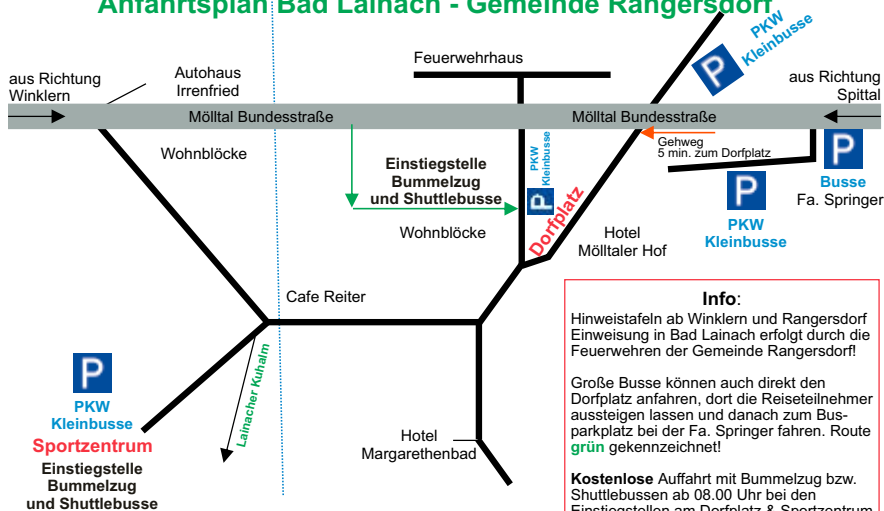 Anfahrtsplan Bad Lainach - Gemeinde Rangersdorf
PKW
Kleinbusse
P
Feuerwehrhaus
aus Richtung
Winklern
Autohaus
Irrenfried
aus Richtung
Spittal
Mölltal Bundesstraße
Mölltal Bundesstraße
Wohnblöcke
Gehweg
5 min. zum Dorfplatz
P
Busse
Fa. Springer
Einstiegstelle
Bummelzug
und Shuttlebusse
PKW
Kleinbusse
P
Dorfplatz
P
PKW
Kleinbusse
Wohnblöcke
Hotel
Mölltaler Hof
Cafe Reiter
P
PKW
Kleinbusse
Sportzentrum
Einstiegstelle
Bummelzug
und Shuttlebusse
Lainacher Kuhalm
Hotel
Margarethenbad
Info:
Hinweistafeln ab Winklern und Rangersdorf
Einweisung in Bad Lainach erfolgt durch die
Feuerwehren der Gemeinde Rangersdorf!
Große Busse können auch direkt den
Dorfplatz anfahren, dort die Reiseteilnehmer
aussteigen lassen und danach zum Bus-
parkplatz bei der Fa. Springer fahren. Route
grün gekennzeichnet!
Kostenlose Auffahrt mit Bummelzug bzw.
Shuttlebussen ab 08.00 Uhr bei den
Einstiegstellen am Dorfplatz & Sportzentrum